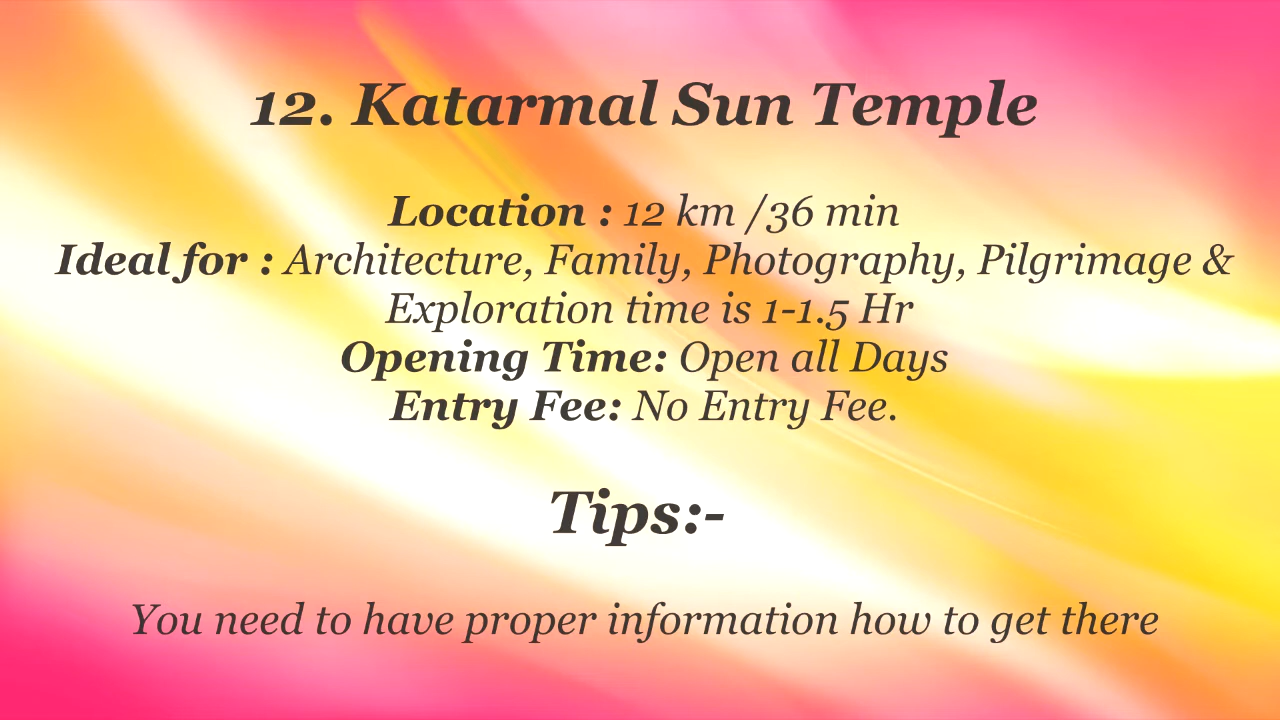 12. Katarmal Sun Temple
Location : 12 km /36 min
Ideal for : Architecture, Family, Photography, Pilgrimage &
Exploration time is 1-1.5 Hr
Opening Time: Open all Days
Entry Fee: No Entry Fee.
Tips:-
You need to have proper information how to get there